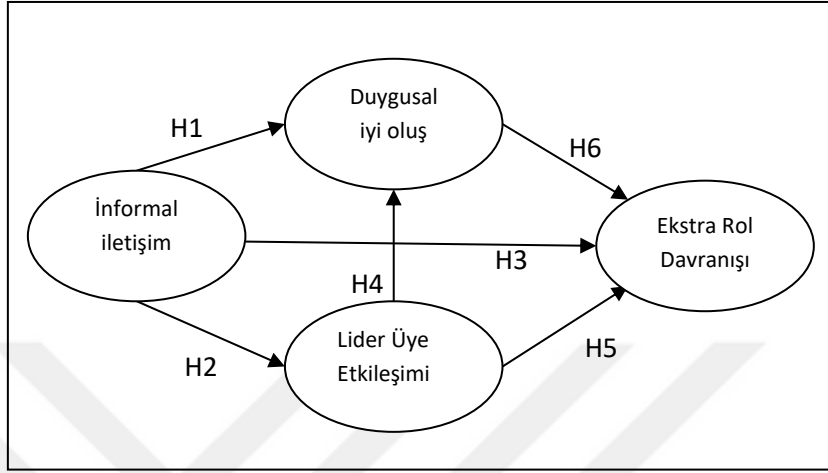 Duygusal
iyi oluş
H1
H6
İnformal
iletişim
Ekstra Rol
Davranışı
H3
H4
Lider Üye
Etkileşimi
H2
H5